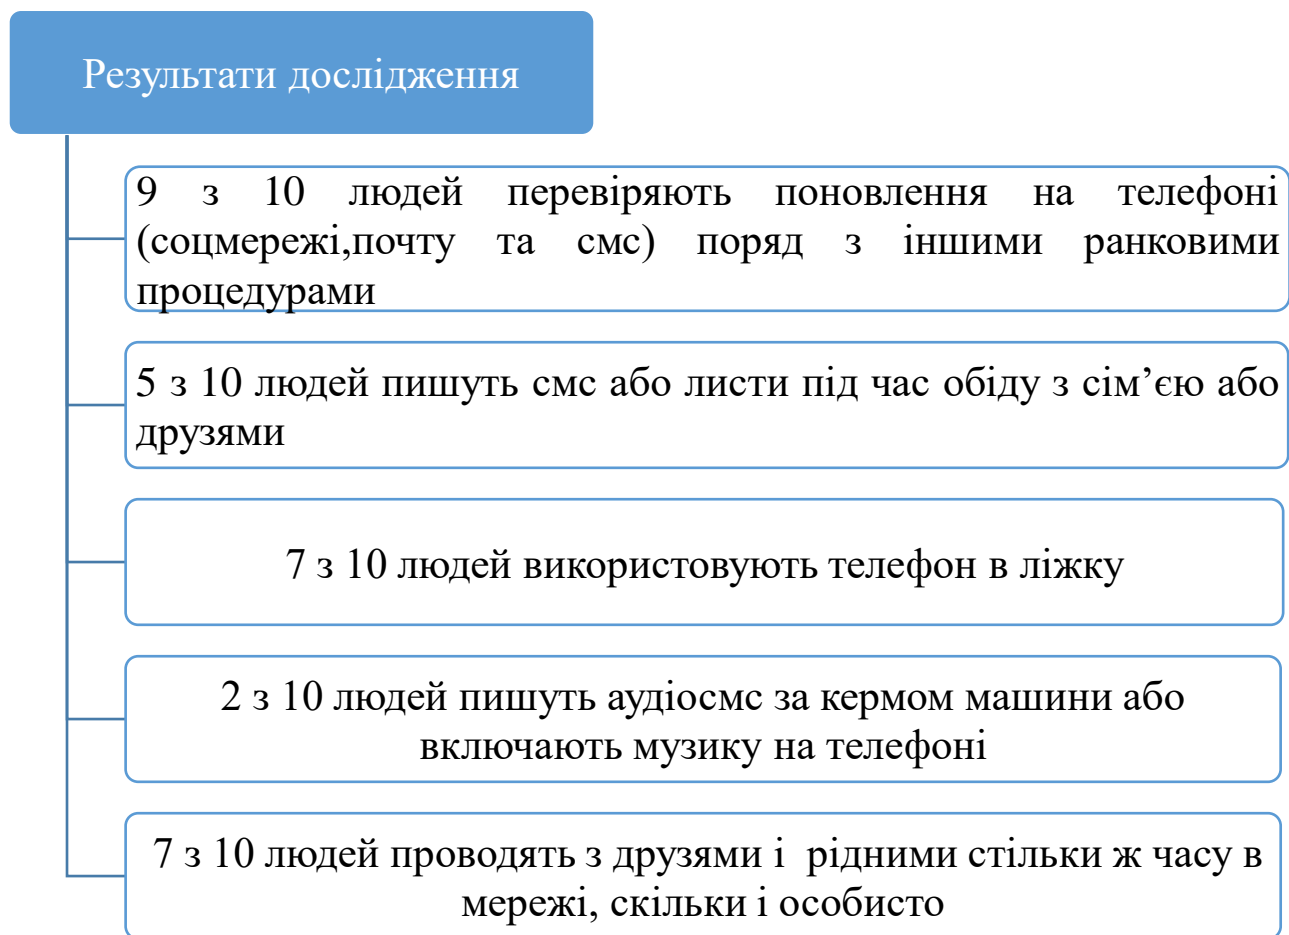 Результати дослідження
9 з 10 людей перевіряють поновлення на телефоні
(соцмережі,почту та смс) поряд з іншими ранковими
процедурами
5 з 10 людей пишуть смс або листи під час обіду з сім’єю або
друзями
7 з 10 людей використовують телефон в ліжку
2 з 10 людей пишуть аудіосмс за кермом машини або
включають музику на телефоні
7 з 10 людей проводять з друзями і рідними стільки ж часу в
мережі, скільки і особисто